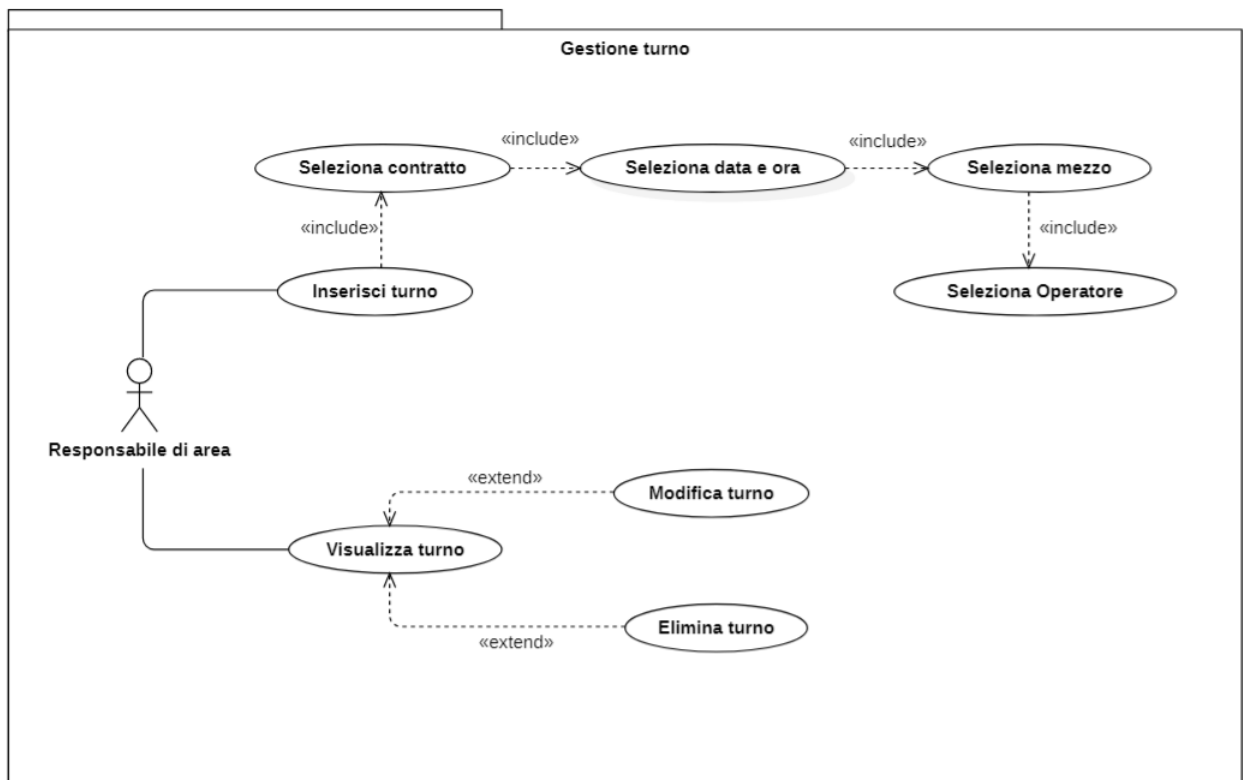 Gestione turno
«include»
«include»
Seleziona contratto
Seleziona data e ora
Seleziona mezzo
«include»
«include»
Inserisci turno
Seleziona Operatore
Responsabile di area
«extend»
Modifica turno
Visualizza turno
Elimina turno
«extend»